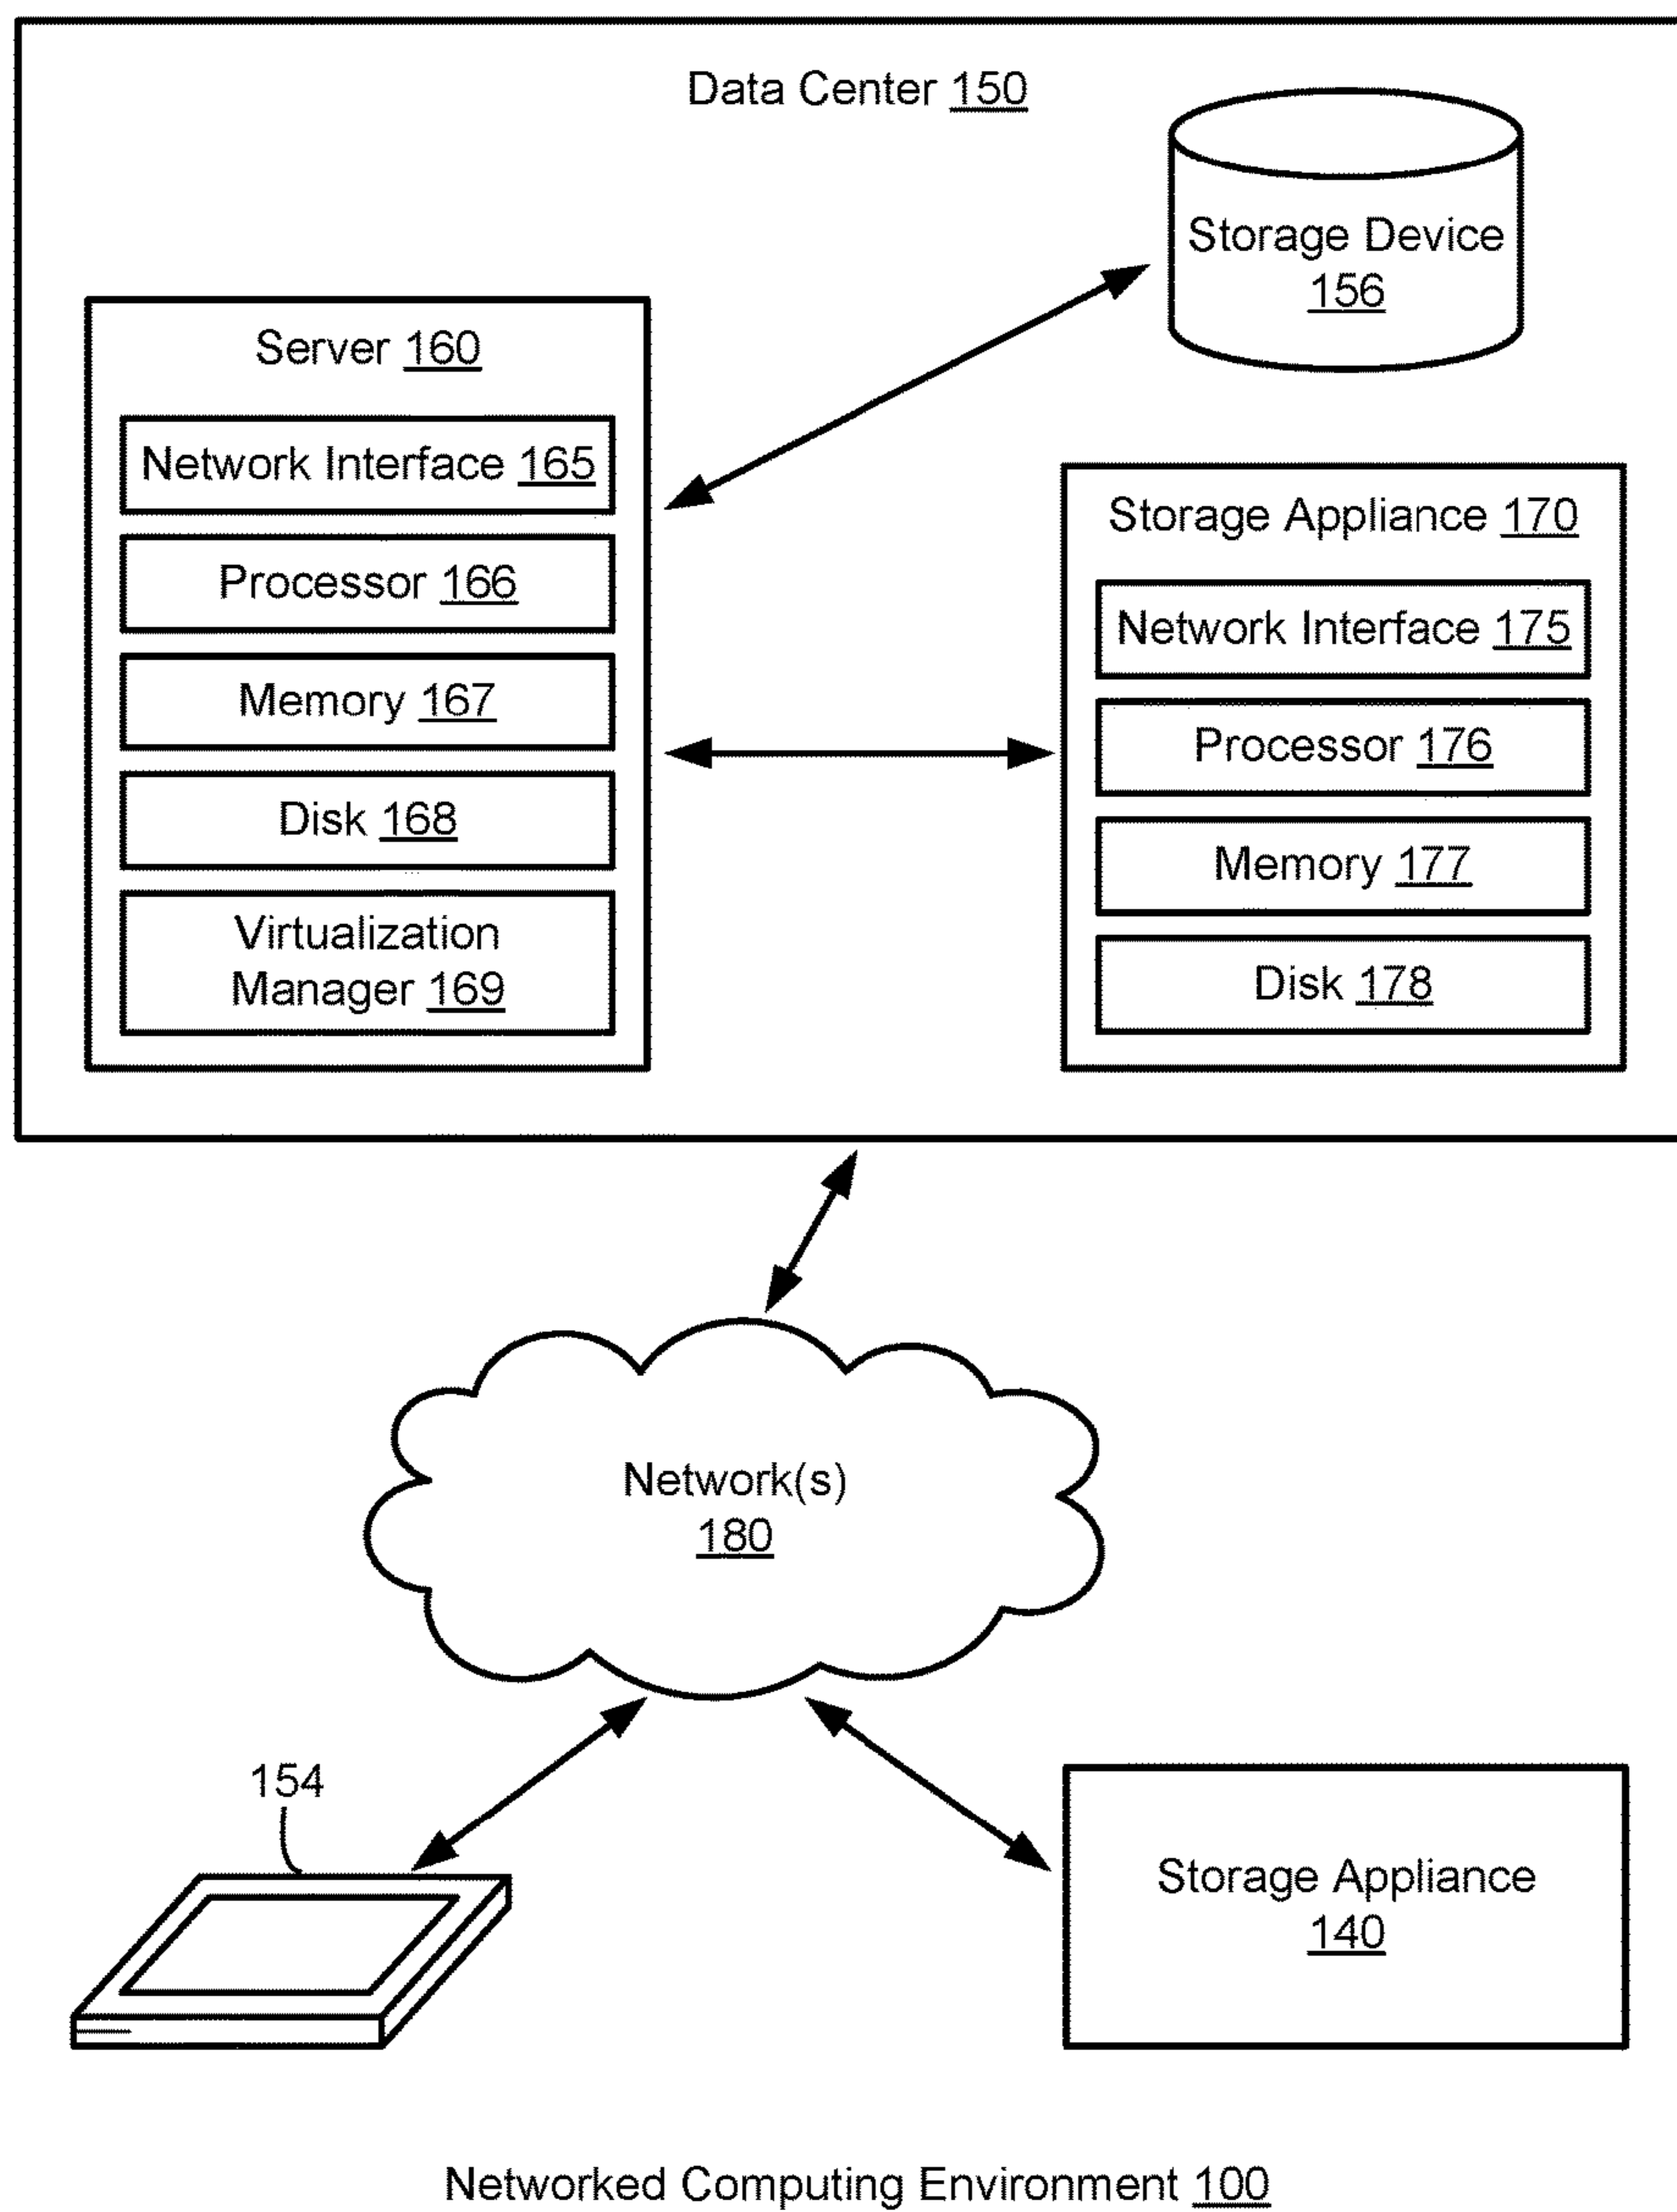 Data Center 150
Storage Device
156
Server 160
Network Interface 165
Processor 166
Memory 167
Disk 168
Virtualization
Manager 169
Storage Appliance 170
Network Interface 175
Processor 176
Memory 177
Disk 178
Network(s)
180
154
Storage Appliance
140
Networked Computing Environment 100